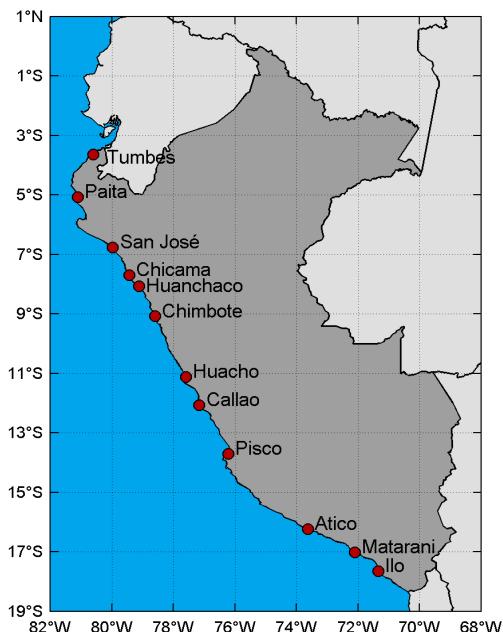 1°N
1°S
3°S
Tumbes
5°S
Paita
San José
7°S
Chicama
Huanchaco
9°S
Chimbote
11°S
Huacho
Callao
13°S
Pisco
15°S
Atico
17°S
Matarani
Ilo
19°S
82°W 80°W 78°W 76°W 74°W 72°W 70°W 68°W